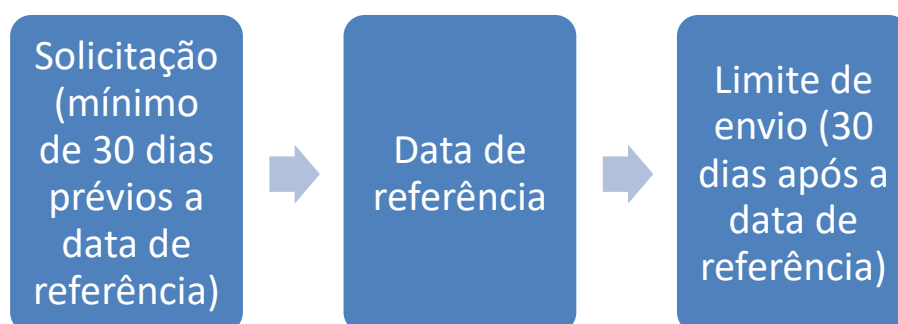 Solicitação
(mínimo
de 30 dias
prévios a
data de
referência)
Data de
referência
Limite de
envio (30
dias após a
data de
referência)